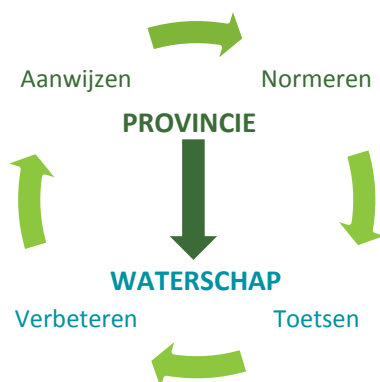 Aanwijzen Normeren
PROVINCIE
WATERSCHAP
Verbeteren Toetsen